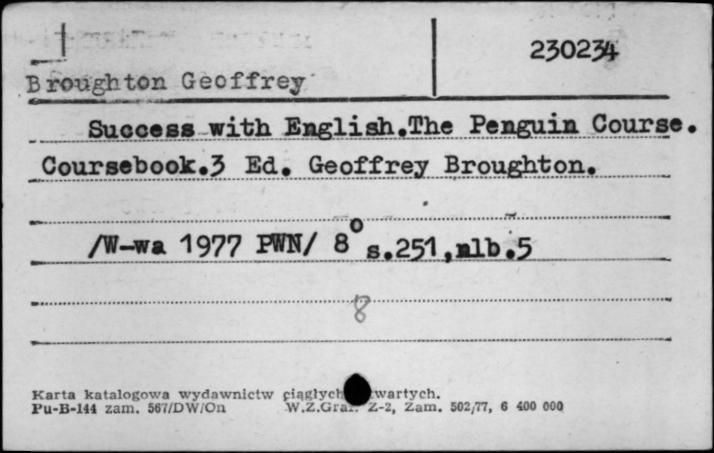 230234
Broughton Geoffrey
Success with English.The Penguin Course.
Coursebook.3 Ed. Geoffrey Broughton.
/W-wa 1977 PWN/ 8° s.251,nlb.5
8
Karta katalogowa wydawnictw ciągłych
Pu-B-144 zam. 567/DW/On W.Z.Graf. Z-2, Zam. 502/77, 6 400 000